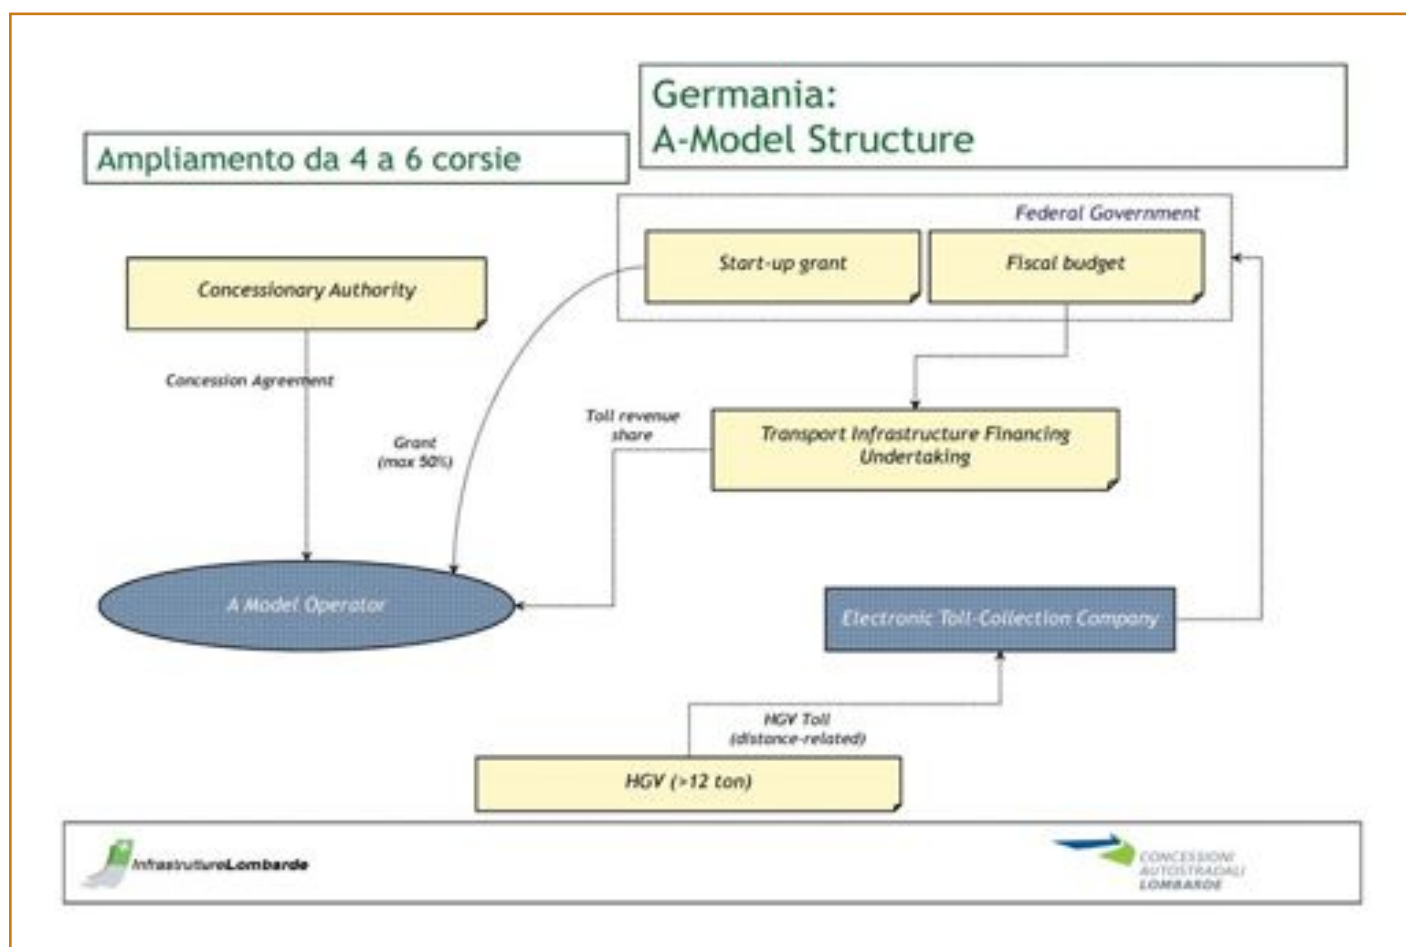 Germania:
A-Model Structure
Ampliamento da 4 a 6 corsie
Federal Government
Start-up grant
Fiscal budget
Concessionary Authority
Concession Agreement
Grant
(max 50%)
Toll revenue
share
Transport Infrastructure Financing
Undertaking
A Model Operator
Electronic Toll-Collection Company
HGV Toll
(distance-related)
HGV (>12 ton)
InfrastruttureLombarde
CONCESSIONI
AUTOSTRADALI
LOMBARDE